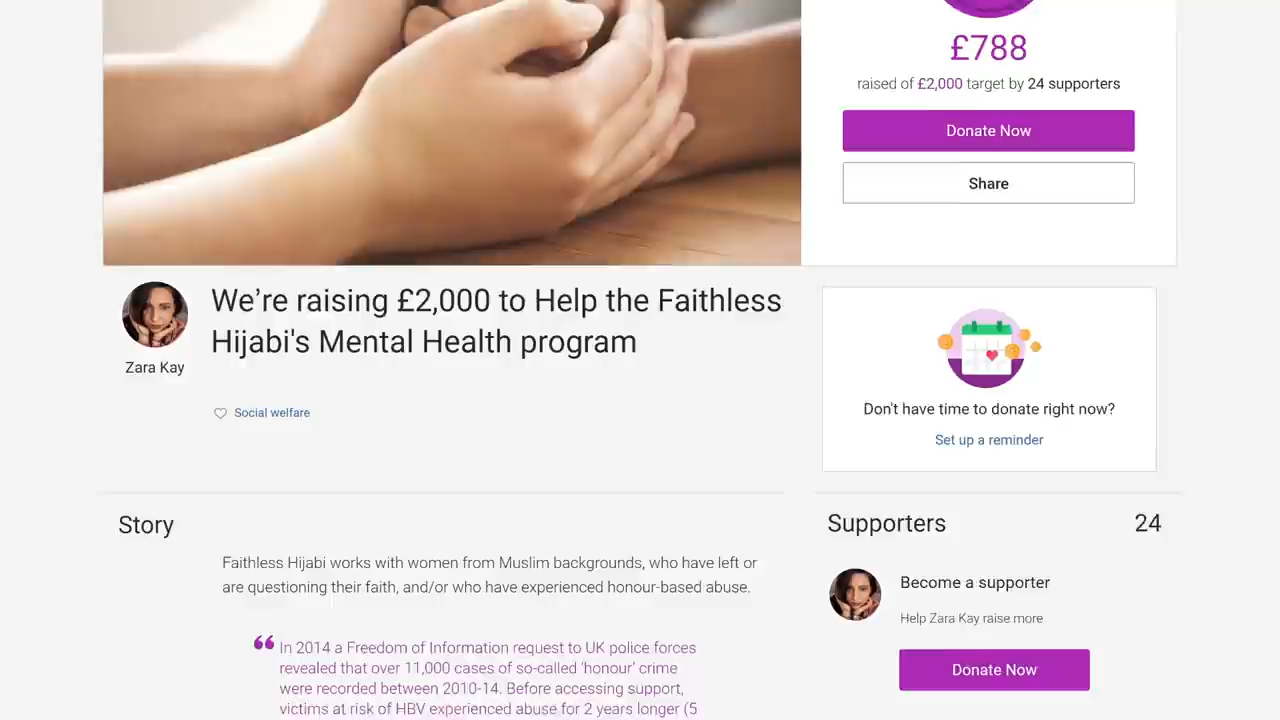 £788
raised of £2,000 target by 24 supporters
Donate Now
Share
We’re raising £2,000 to Help the Faithless
Hijabi's Mental Health program
Zara Kay
Social welfare
Don't have time to donate right now?
Set up a reminder
Story
Faithless Hijabi works with women from Muslim backgrounds, who have left or
are questioning their faith, and/or who have experienced honour-based abuse.
“ In 2014 a Freedom of Information request to UK police forces
revealed that over 11,000 cases of so-called ‘honour’ crime
were recorded between 2010-14. Before accessing support,
victims at risk of HBV experienced abuse for 2 years longer (5
Supporters
24
Become a supporter
Help Zara Kay raise more
Donate Now